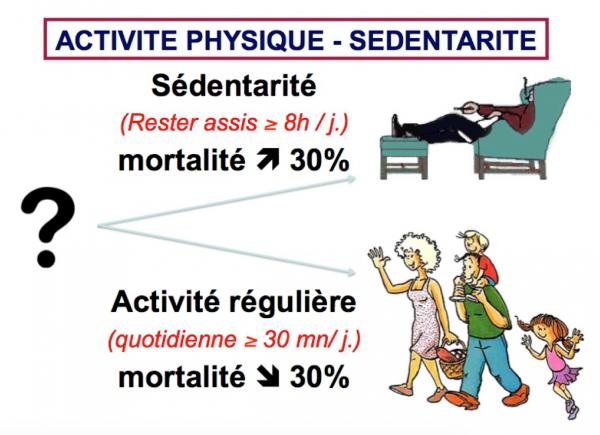 ACTIVITE PHYSIQUE - SEDENTARITE
Sédentarité
(Rester assis ≥ 8h / j.)
mortalité ↗ 30%
?
Activité régulière
(quotidienne ≥ 30 mn/ j.)
mortalité ↘ 30%